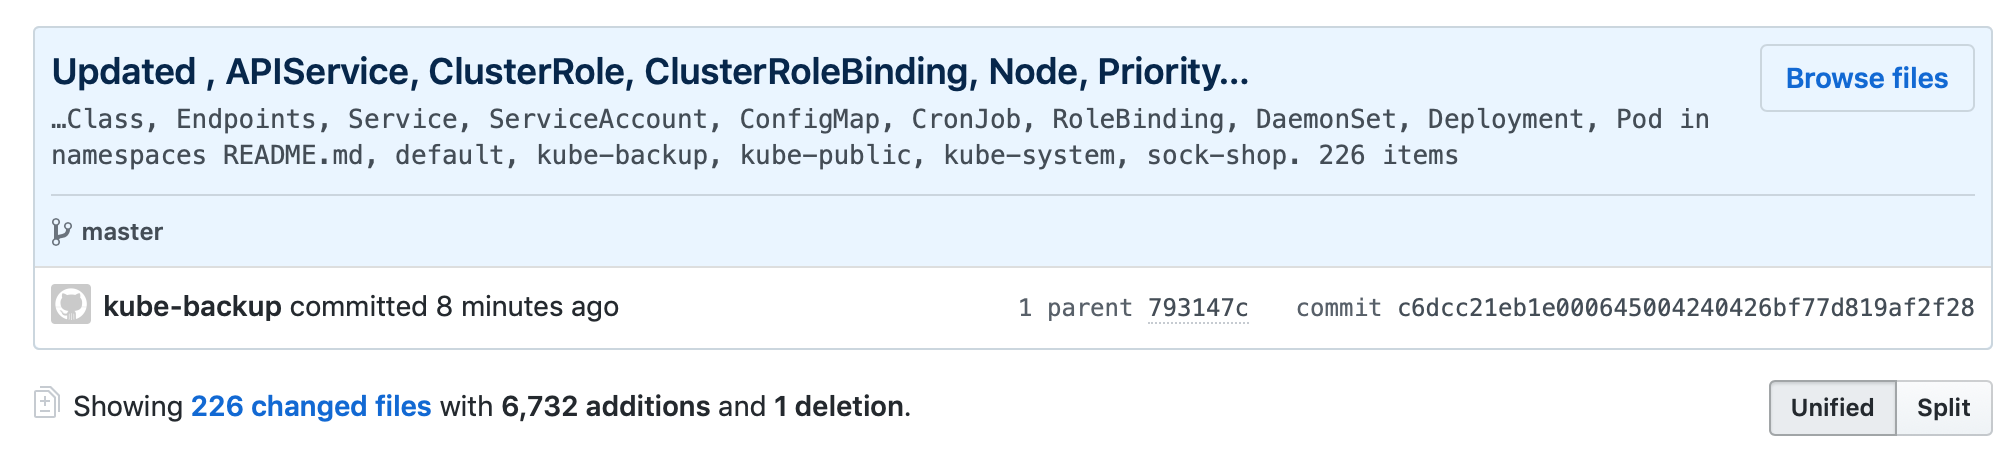 Updated , APIService, ClusterRole, ClusterRoleBinding, Node, Priority...
Browse files
…Class, Endpoints, Service, ServiceAccount, ConfigMap, CronJob, RoleBinding, DaemonSet, Deployment, Pod in
namespaces README.md, default, kube-backup, kube-public, kube-system, sock-shop. 226 items
master
kube-backup committed 8 minutes ago
1 parent 793147c commit c6dcc21eb1e000645004240426bf77d819af2f28
Showing 226 changed files with 6,732 additions and 1 deletion.
Unified Split